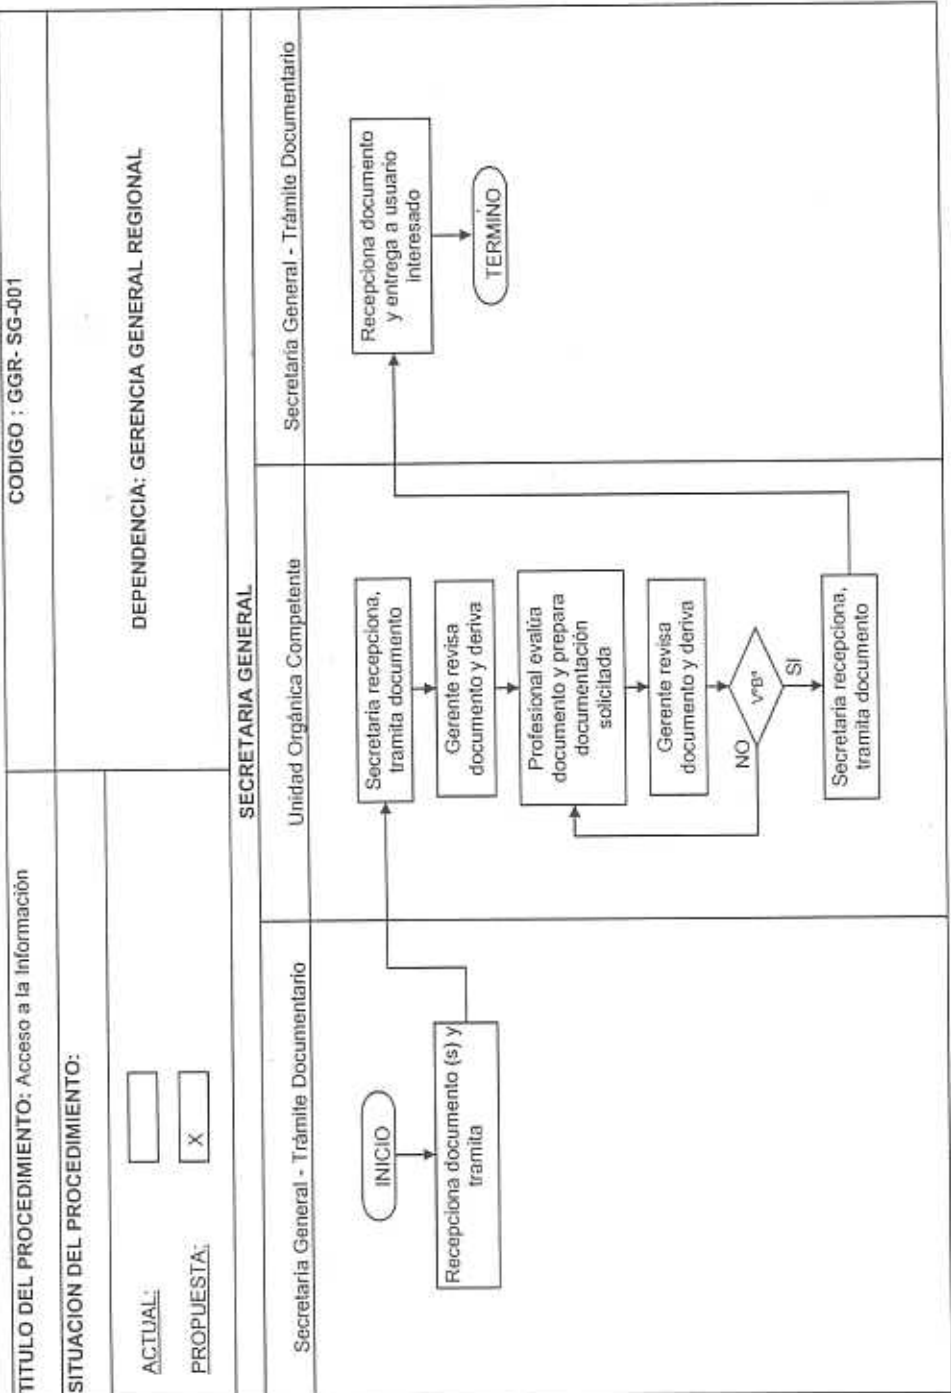 TITULO DEL PROCEDIMIENTO: Acceso a la Información
CODIGO : GGR- SG-001
SITUACION DEL PROCEDIMIENTO:
ACTUAL:
PROPUESTA:
X
DEPENDENCIA: GERENCIA GENERAL REGIONAL
SECRETARIA GENERAL
Secretaria General - Trámite Documentario
Unidad Orgánica Competente
Secretaría General - Trámite Documentario
INICIO
Recepciona documento (s) y
tramita
Secretaria recepciona,
tramita documento
Gerente revisa
documento y deriva
Profesional evalúa
documento y prepara
documentación
solicitada
Gerente revisa
documento y deriva
V°B°
NO
SI
Secretaria recepciona,
tramita documento
Recepciona documento
y entrega a usuario
interesado
TERMINO